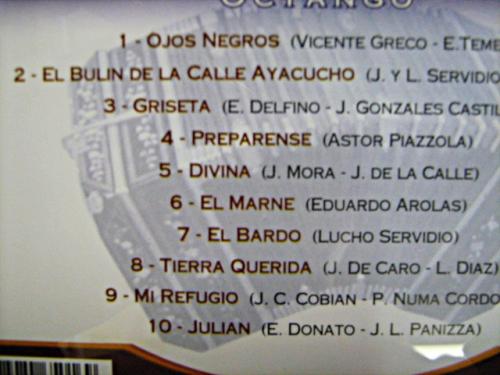 OCTANGO
1 - OJOS NEGROS (VICENTE GRECO - E.TEME
2 - EL BULIN DE LA CALLE AYACUCHO (J. Y L. SERVIDIO
3 - GRISETA (E. DELFINO - J. GONZALES CASTIL
4 - PREPARENSE (ASTOR PIAZZOLA)
5 - DIVINA (J. MORA - J. DE LA CALLE)
6 - EL MARNE (EDUARDO AROLAS)
7 - EL BARDO (LUCHO SERVIDIO)
8 - TIERRA QUERIDA (J. DE CARO - L. DIAZ)
9 - MI REFUGIO (J. C. COBIAN - P. NUMA CORDO
10 - JULIAN (E. DONATO - J. L. PANIZZA)